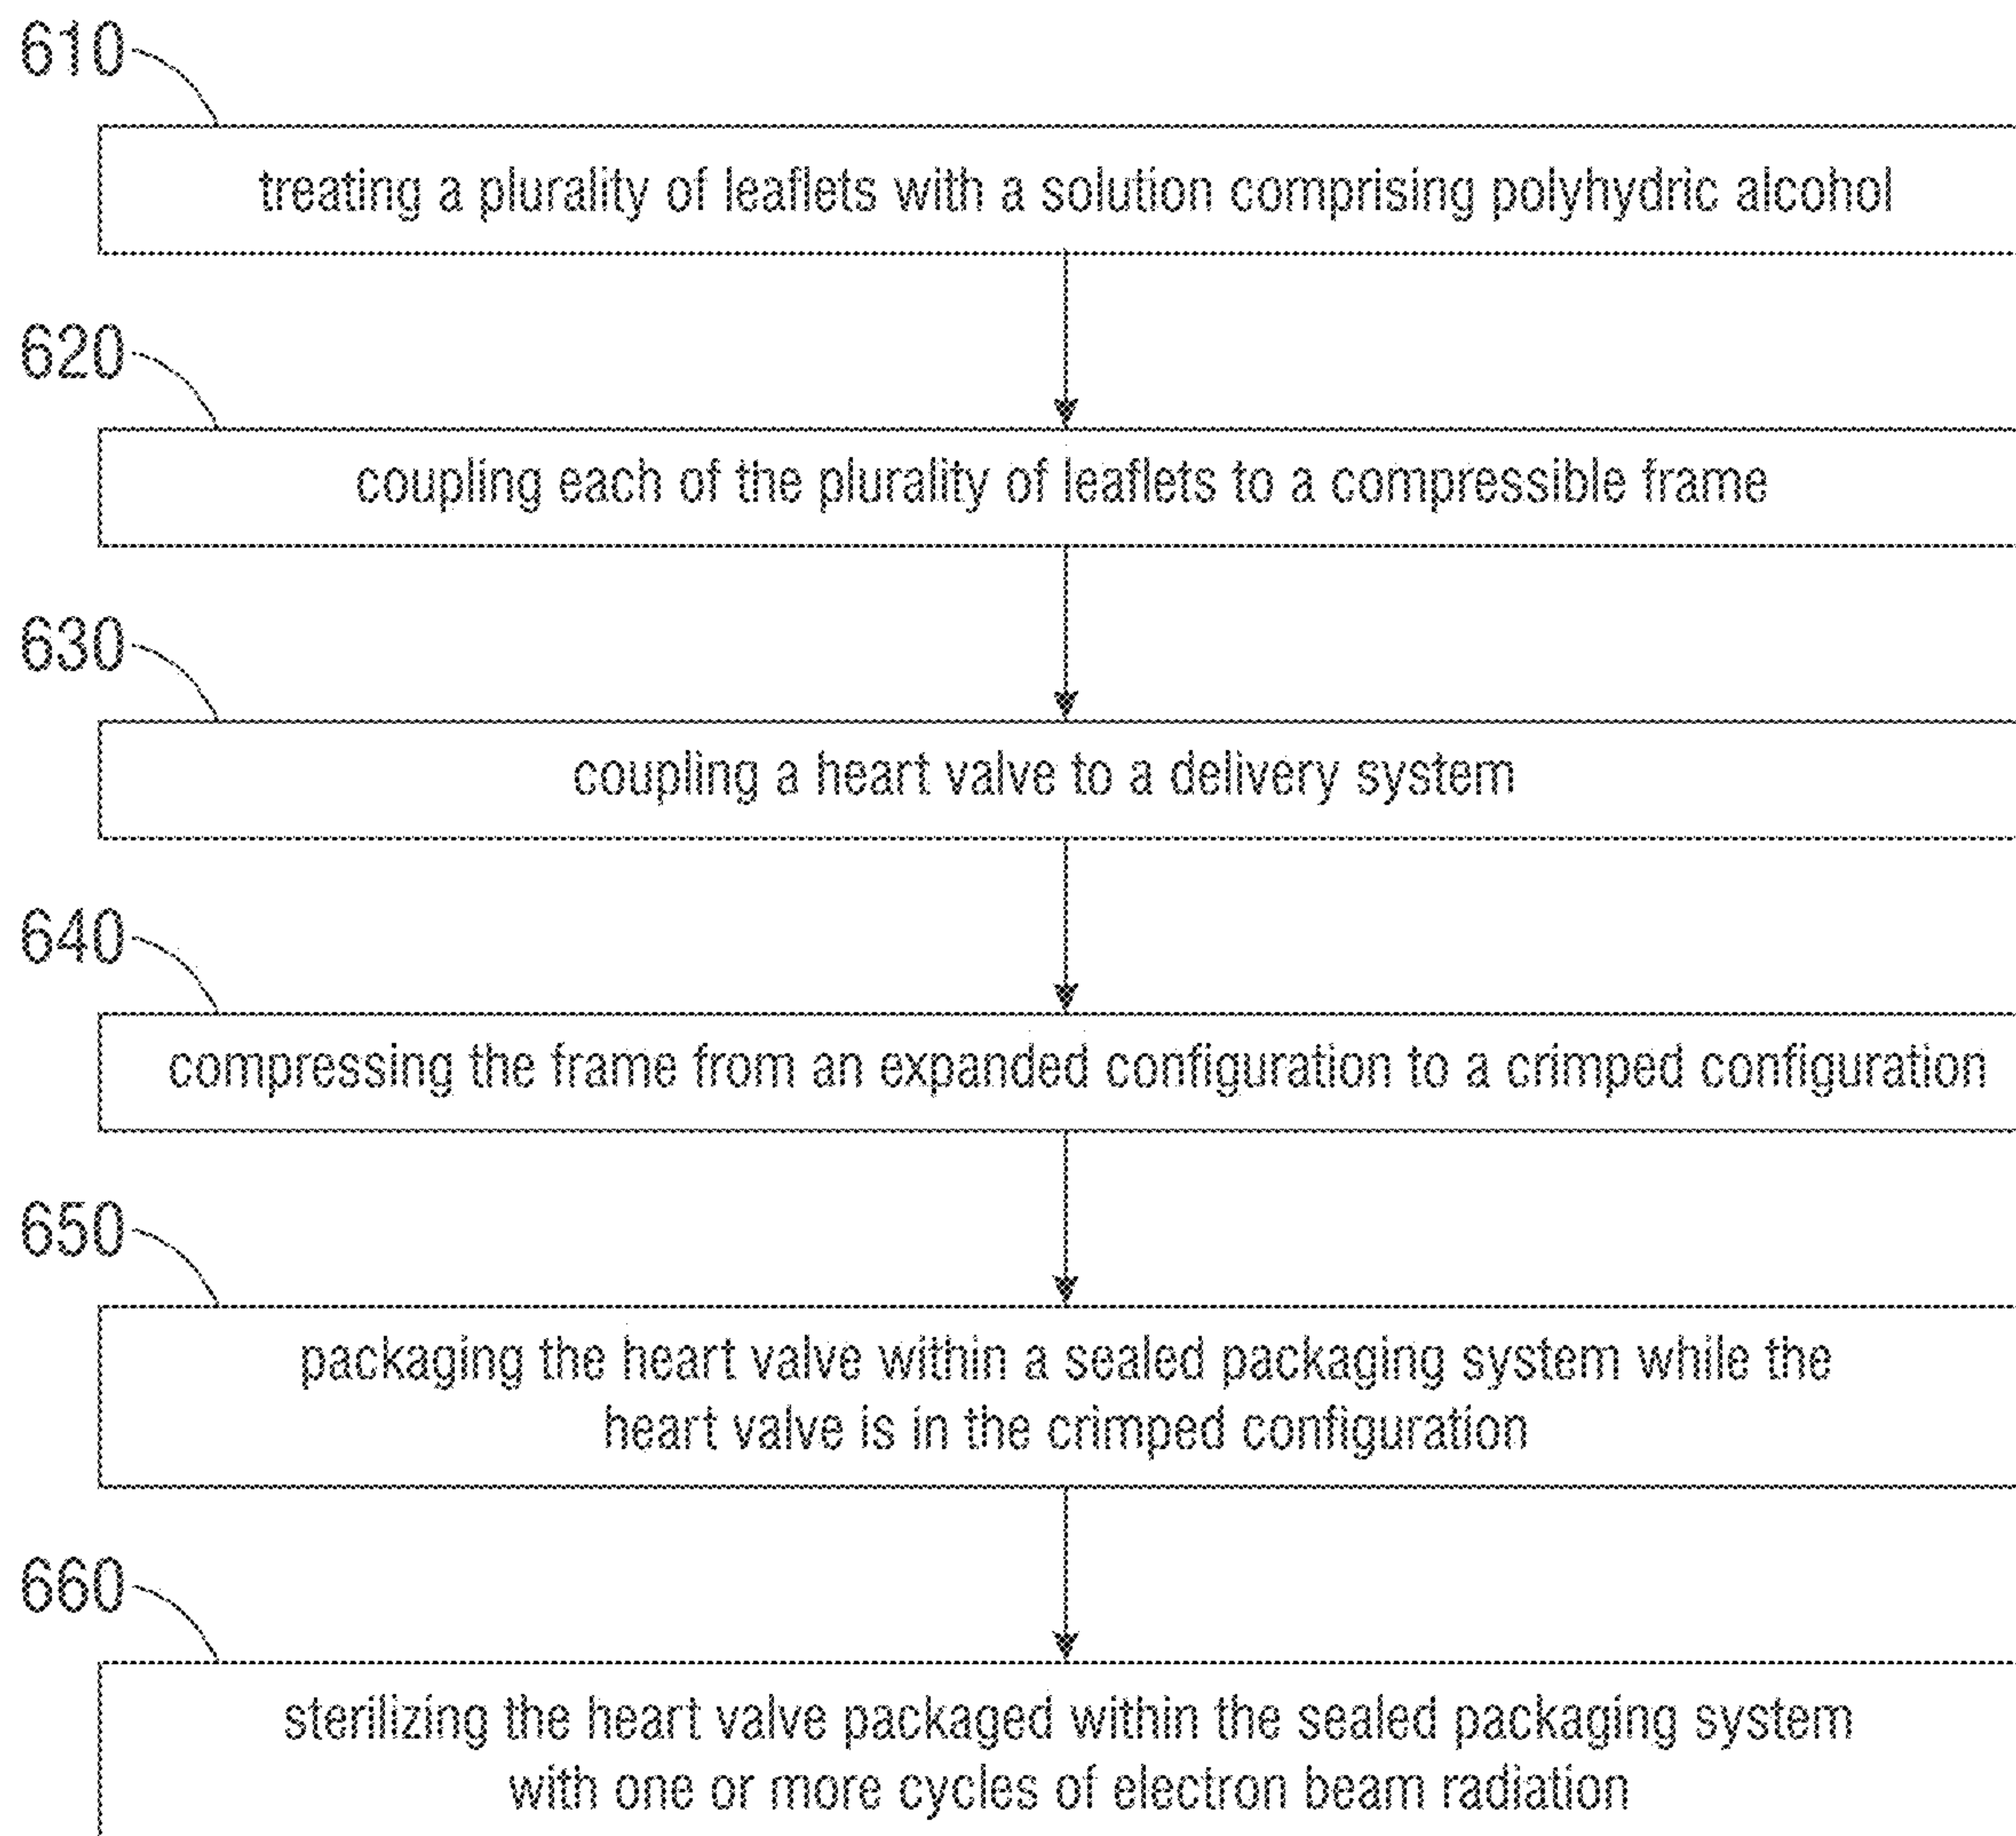 610
treating a plurality of leaflets with a solution comprising polyhydric alcohol
620
coupling each of the plurality of leaflets to a compressible frame
630
coupling a heart valve to a delivery system
640
compressing the frame from an expanded configuration to a crimped configuration
650
packaging the heart valve within a sealed packaging system while the
heart valve is in the crimped configuration
660
sterilizing the heart valve packaged within the sealed packaging system
with one or more cycles of electron beam radiation